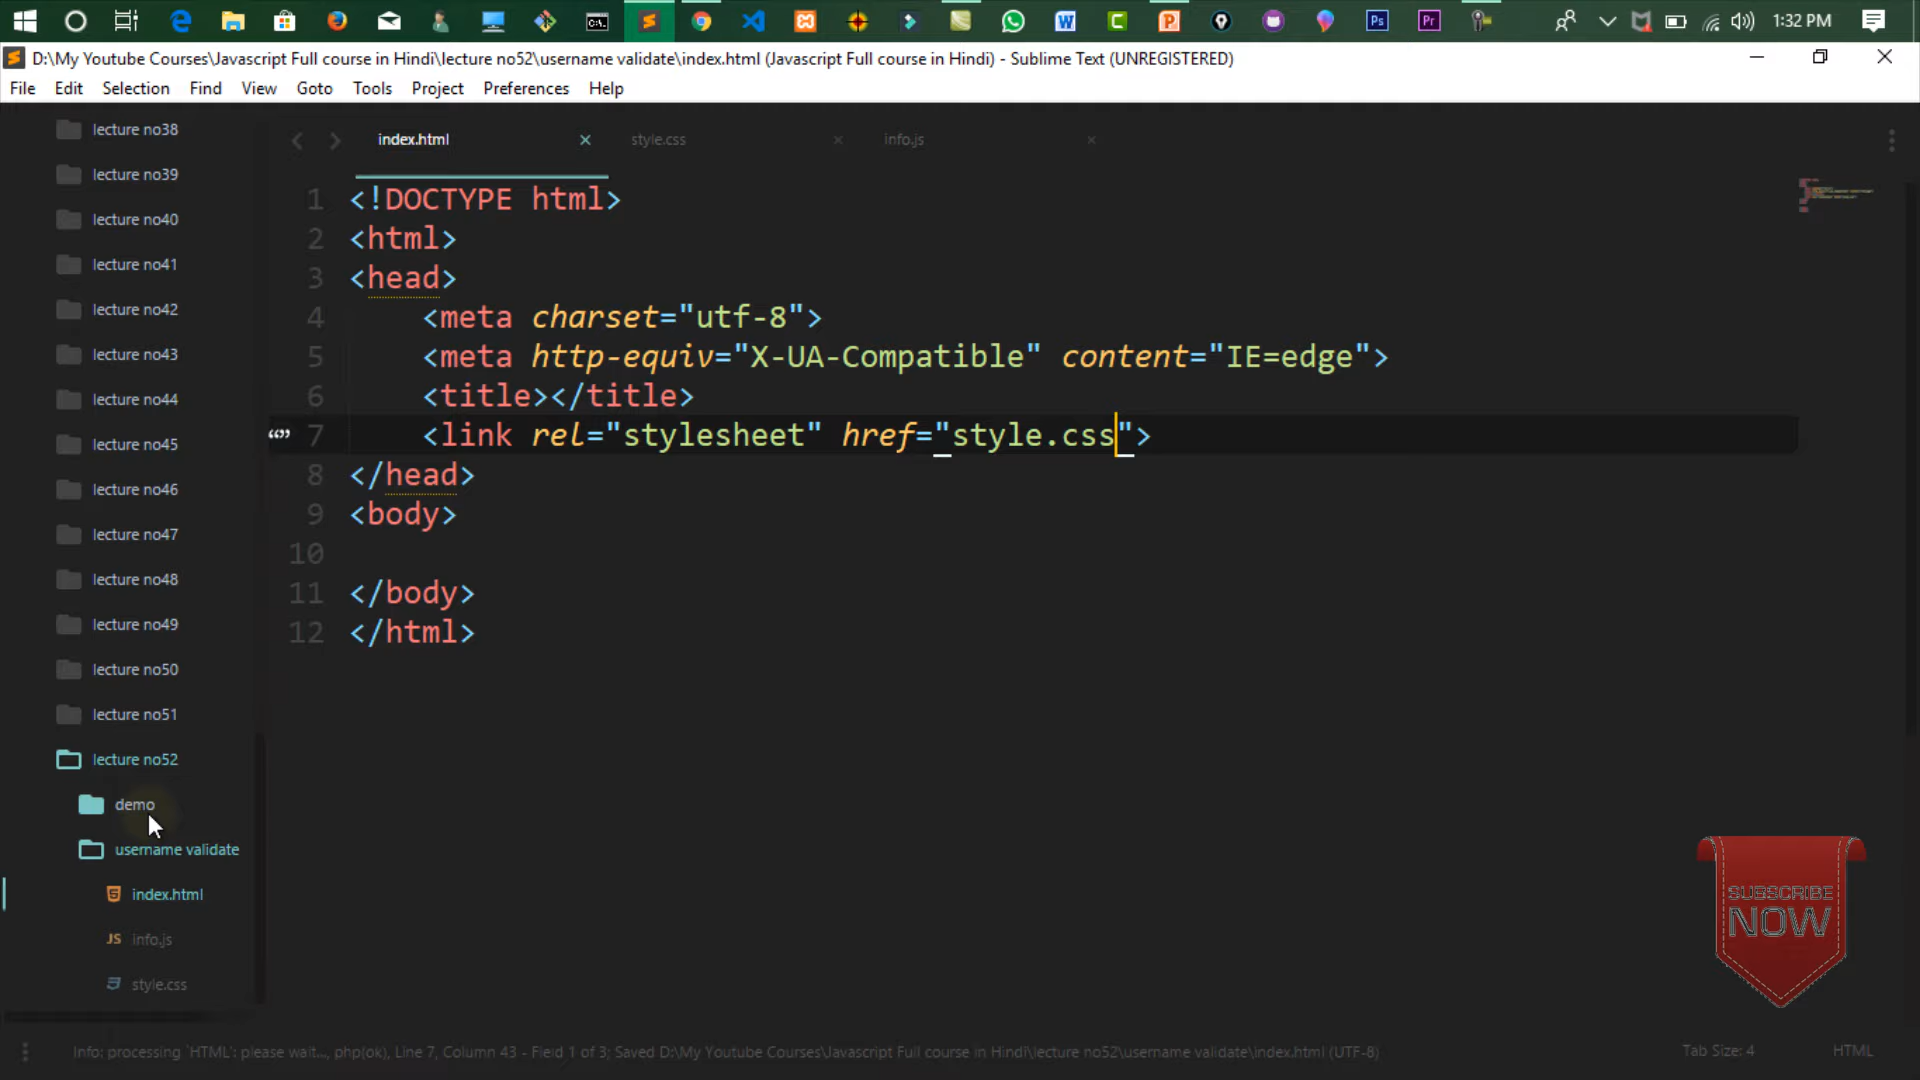 1:32 PM
D:\My Youtube Courses\Javascript Full course in Hindi\lecture no52\username validate\index.html (Javascript Full course in Hindi) - Sublime Text (UNREGISTERED)
File Edit Selection Find View Goto Tools Project Preferences Help
lecture no38
lecture no39
lecture no40
lecture no41
lecture no42
lecture no43
lecture no44
lecture no45
lecture no46
lecture no47
lecture no48
lecture no49
lecture no50
lecture no51
lecture no52
demo
username validate
index.html
JS info.js
style.css
index.html style.css info.js
1 <!DOCTYPE html>
2 <html>
3 <head>
4 <meta charset="utf-8">
5 <meta http-equiv="X-UA-Compatible" content="IE=edge">
6 <title></title>
7 <link rel="stylesheet" href="style.css">
8 </head>
9 <body>
10
11 </body>
12 </html>
SUBSCRIBE
NOW
Info: processing `HTML': please wait..., php(ok), Line 7, Column 43 - Field 1 of 3; Saved D:\My Youtube Courses\Javascript Full course in Hindi\lecture no52\username validate\index.html (UTF-8)
Tab Size: 4 HTML